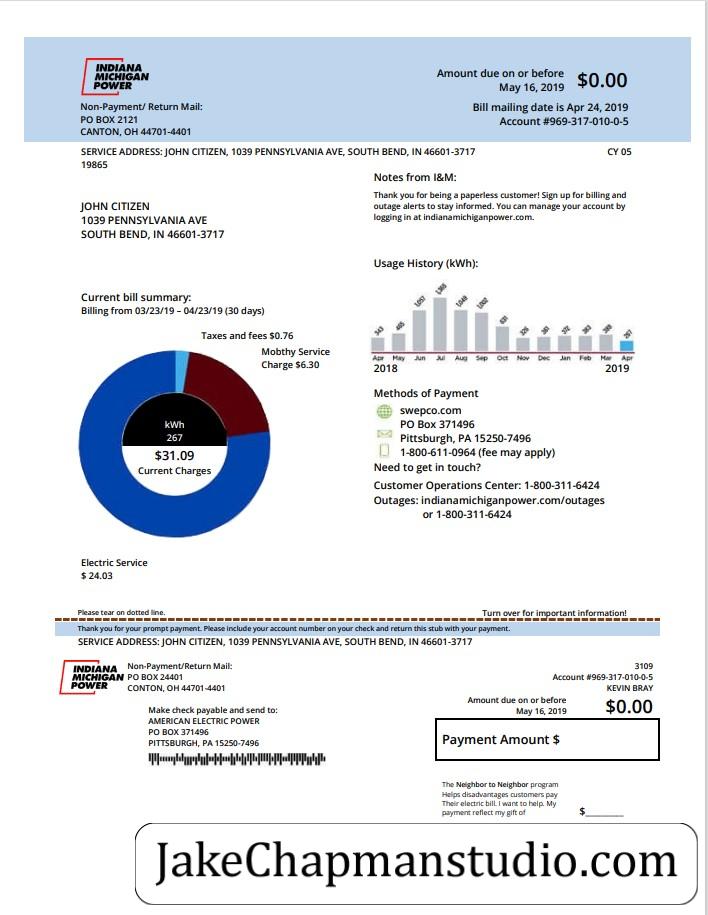 INDIANA
MICHIGAN
POWER
Non-Payment/ Return Mail:
PO BOX 2121
CANTON, OH 44701-4401
Amount due on or before
May 16, 2019 $0.00
Bill mailing date is Apr 24, 2019
Account #969-317-010-0-5
SERVICE ADDRESS: JOHN CITIZEN, 1039 PENNSYLVANIA AVE, SOUTH BEND, IN 46601-3717 CY 05
19865
Notes from I&M:
Thank you for being a paperless customer! Sign up for billing and
outage alerts to stay informed. You can manage your account by
logging in at indianamichiganpower.com.
JOHN CITIZEN
1039 PENNSYLVANIA AVE
SOUTH BEND, IN 46601-3717
Usage History (kWh):
Apr May Jun Jul Aug Sep Oct Nov Dec Jan Feb Mar Apr
2018 2019
Current bill summary:
Billing from 03/23/19 – 04/23/19 (30 days)
Taxes and fees $0.76
Mobthy Service
Charge $6.30
kWh
267
$31.09
Current Charges
Electric Service
$ 24.03
Methods of Payment
swepco.com
PO Box 371496
Pittsburgh, PA 15250-7496
1-800-611-0964 (fee may apply)
Need to get in touch?
Customer Operations Center: 1-800-311-6424
Outages: indianamichiganpower.com/outages
or 1-800-311-6424
Please tear on dotted line. Turn over for important information!
Thank you for your prompt payment. Please include your account number on your check and return this stub with your payment.
SERVICE ADDRESS: JOHN CITIZEN, 1039 PENNSYLVANIA AVE, SOUTH BEND, IN 46601-3717
INDIANA
MICHIGAN
POWER
Non-Payment/Return Mail:
PO BOX 24401
CONTON, OH 44701-4401
3109
Account #969-317-010-0-5
KEVIN BRAY
Amount due on or before
May 16, 2019 $0.00
Make check payable and send to:
AMERICAN ELECTRIC POWER
PO BOX 371496
PITTSBURGH, PA 15250-7496
Payment Amount $
The Neighbor to Neighbor program
Helps disadvantages customers pay
Their electric bill. I want to help. My
payment reflect my gift of $________
JakeChapmanstudio.com